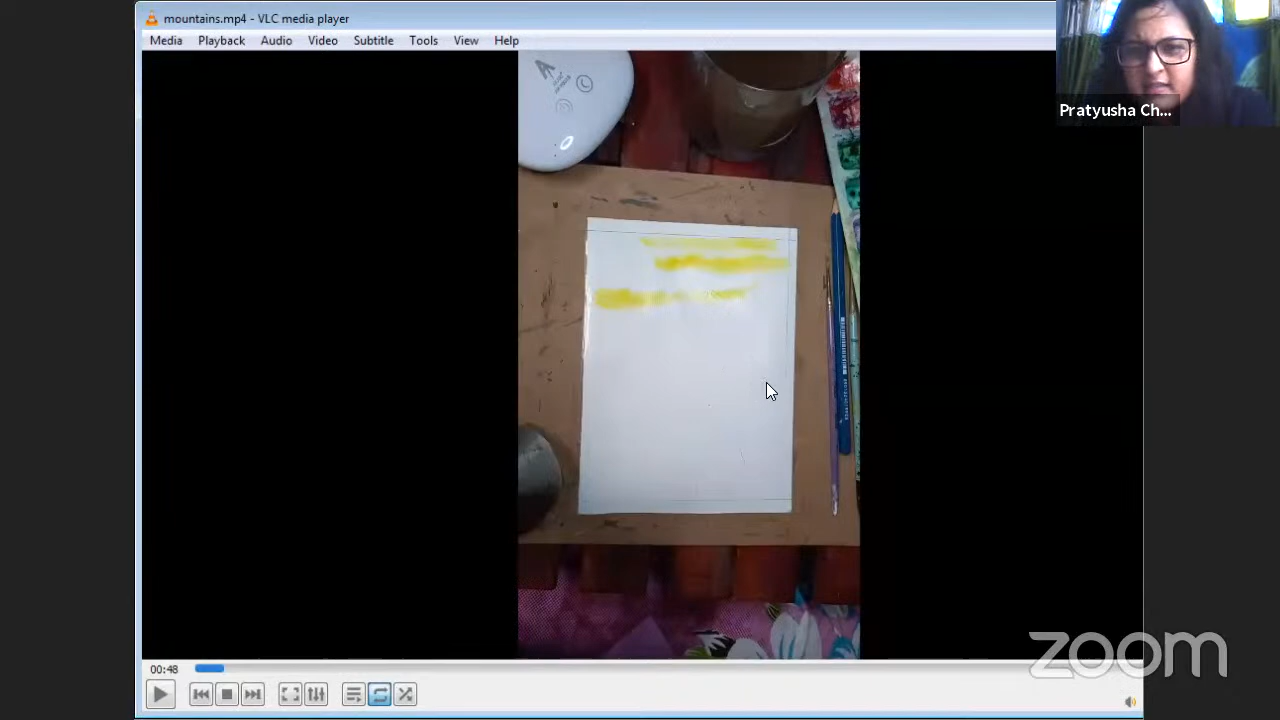 mountains.mp4 - VLC media player
Media Playback Audio Video Subtitle Tools View Help
Pratyusha Ch...
00:48
zoom